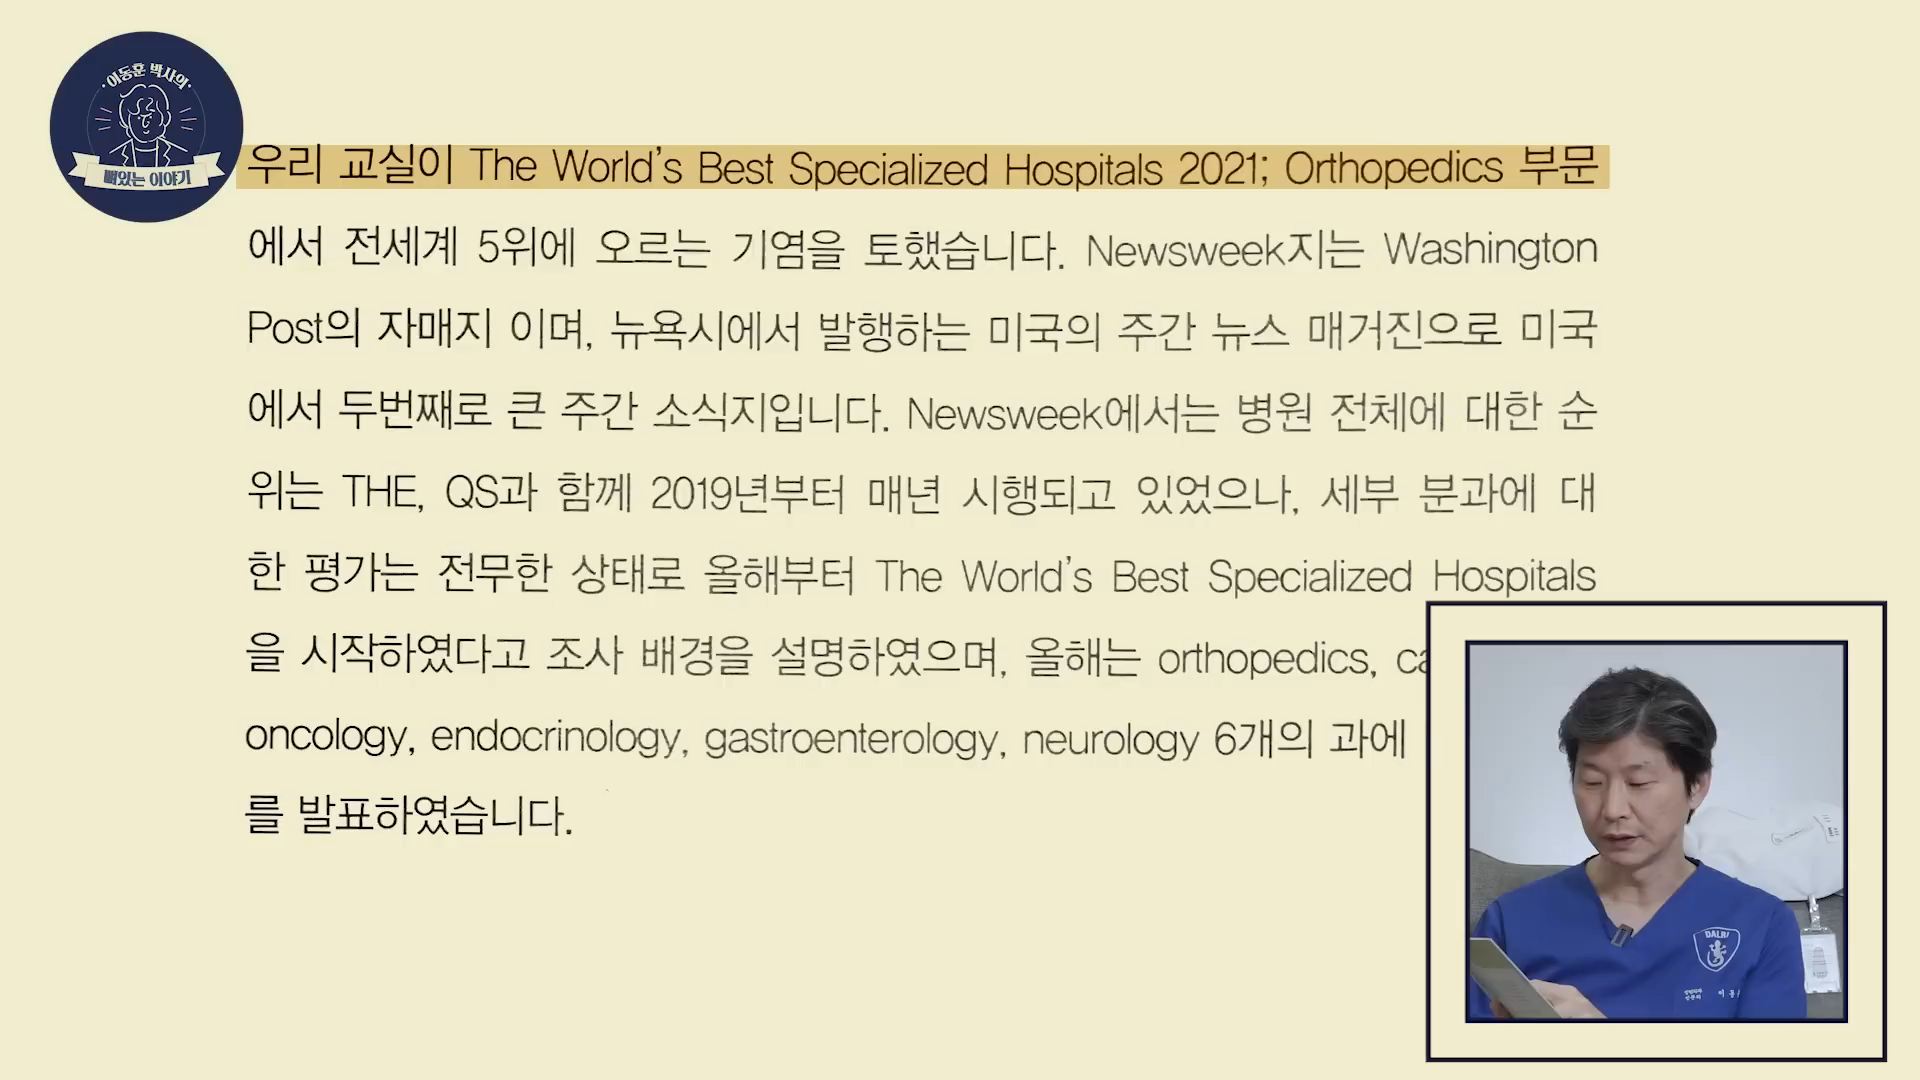 이동훈 박사의
뼈있는 이야기
우리 교실이 The World's Best Specialized Hospitals 2021; Orthopedics 부문
에서 전세계 5위에 오르는 기염을 토했습니다. Newsweek지는 Washington
Post의 자매지 이며, 뉴욕시에서 발행하는 미국의 주간 뉴스 매거진으로 미국
에서 두번째로 큰 주간 소식지입니다. Newsweek에서는 병원 전체에 대한 순
위는 THE, QS과 함께 2019년부터 매년 시행되고 있었으나, 세부 분과에 대
한 평가는 전무한 상태로 올해부터 The World's Best Specialized Hospitals
을 시작하였다고 조사 배경을 설명하였으며, 올해는 orthopedics,
oncology, endocrinology, gastroenterology, neurology 6개의 과에
를 발표하였습니다.
DALRI